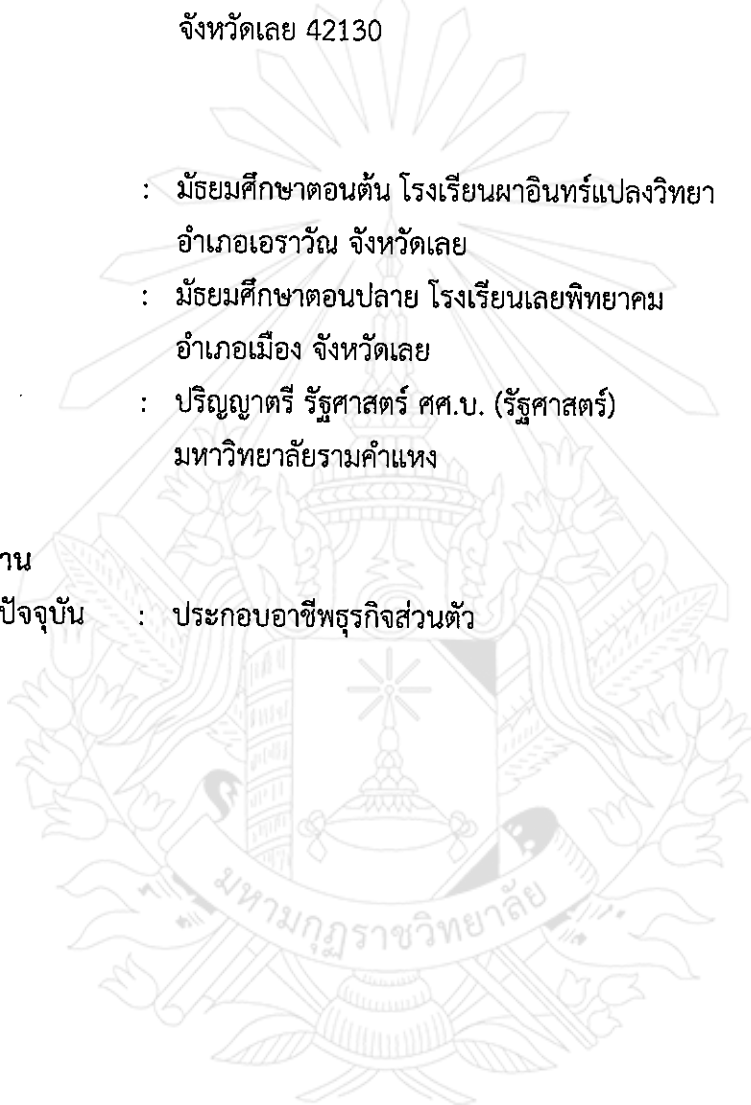 จังหวัดเลย 42130
: มัธยมศึกษาตอนต้น โรงเรียนผาอินทร์แปลงวิทยา
อำเภอเอราวัณ จังหวัดเลย
: มัธยมศึกษาตอนปลาย โรงเรียนเลยพิทยาคม
อำเภอเมือง จังหวัดเลย
: ปริญญาตรี รัฐศาสตร์ ศศ.บ. (รัฐศาสตร์)
มหาวิทยาลัยรามคำแหง
าน
ปัจจุบัน : ประกอบอาชีพธุรกิจส่วนตัว
มหามกุฏราชวิทยาลัย